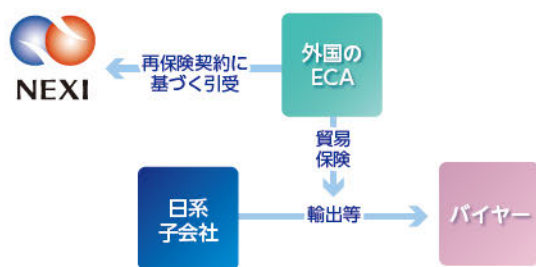 NEXI
再保険契約に
基づく引受
外国の
ECA
貿易
保険
日系
子会社
輸出等
バイヤー